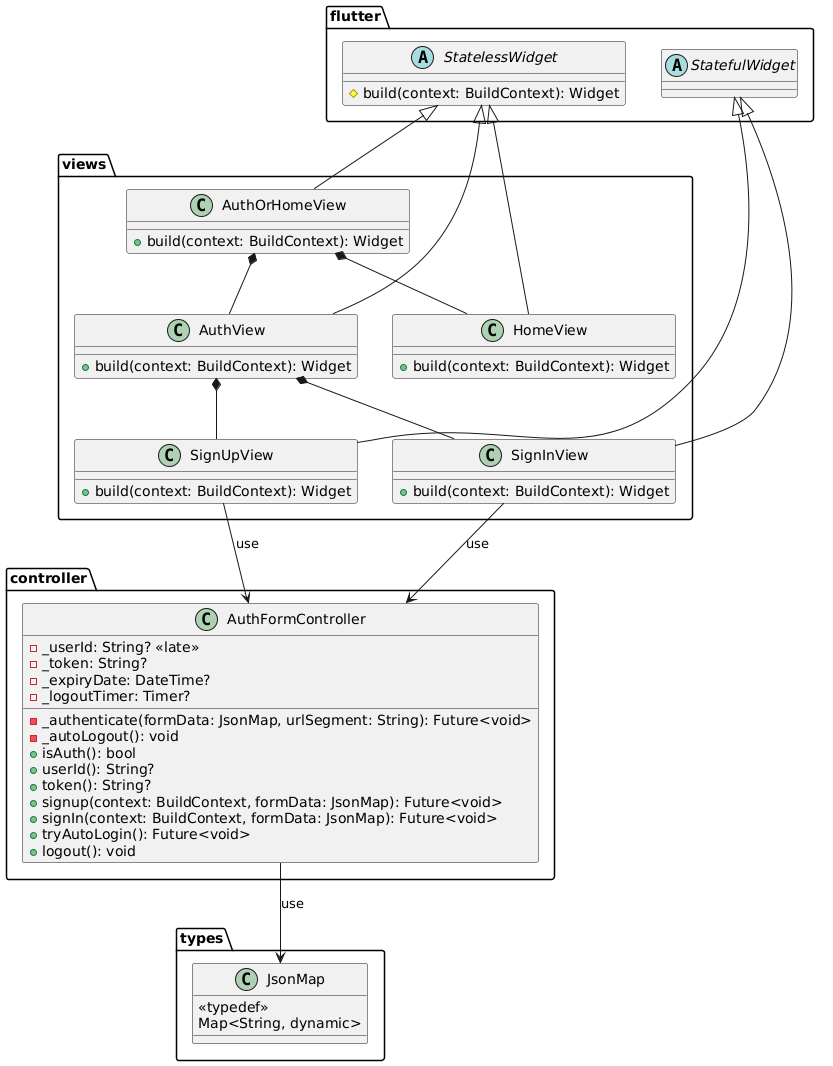 flutter
A StatelessWidget
build(context: BuildContext): Widget
A StatefulWidget
views
C AuthOrHomeView
build(context: BuildContext): Widget
C AuthView
build(context: BuildContext): Widget
C HomeView
build(context: BuildContext): Widget
C SignUpView
build(context: BuildContext): Widget
C SignInView
build(context: BuildContext): Widget
use
use
controller
C AuthFormController
_userId: String? «late»
_token: String?
_expiryDate: DateTime?
_logoutTimer: Timer?
_authenticate(formData: JsonMap, urlSegment: String): Future<void>
_autoLogout(): void
isAuth(): bool
userId(): String?
token(): String?
signup(context: BuildContext, formData: JsonMap): Future<void>
signIn(context: BuildContext, formData: JsonMap): Future<void>
tryAutoLogin(): Future<void>
logout(): void
use
types
C JsonMap
«typedef»
Map<String, dynamic>